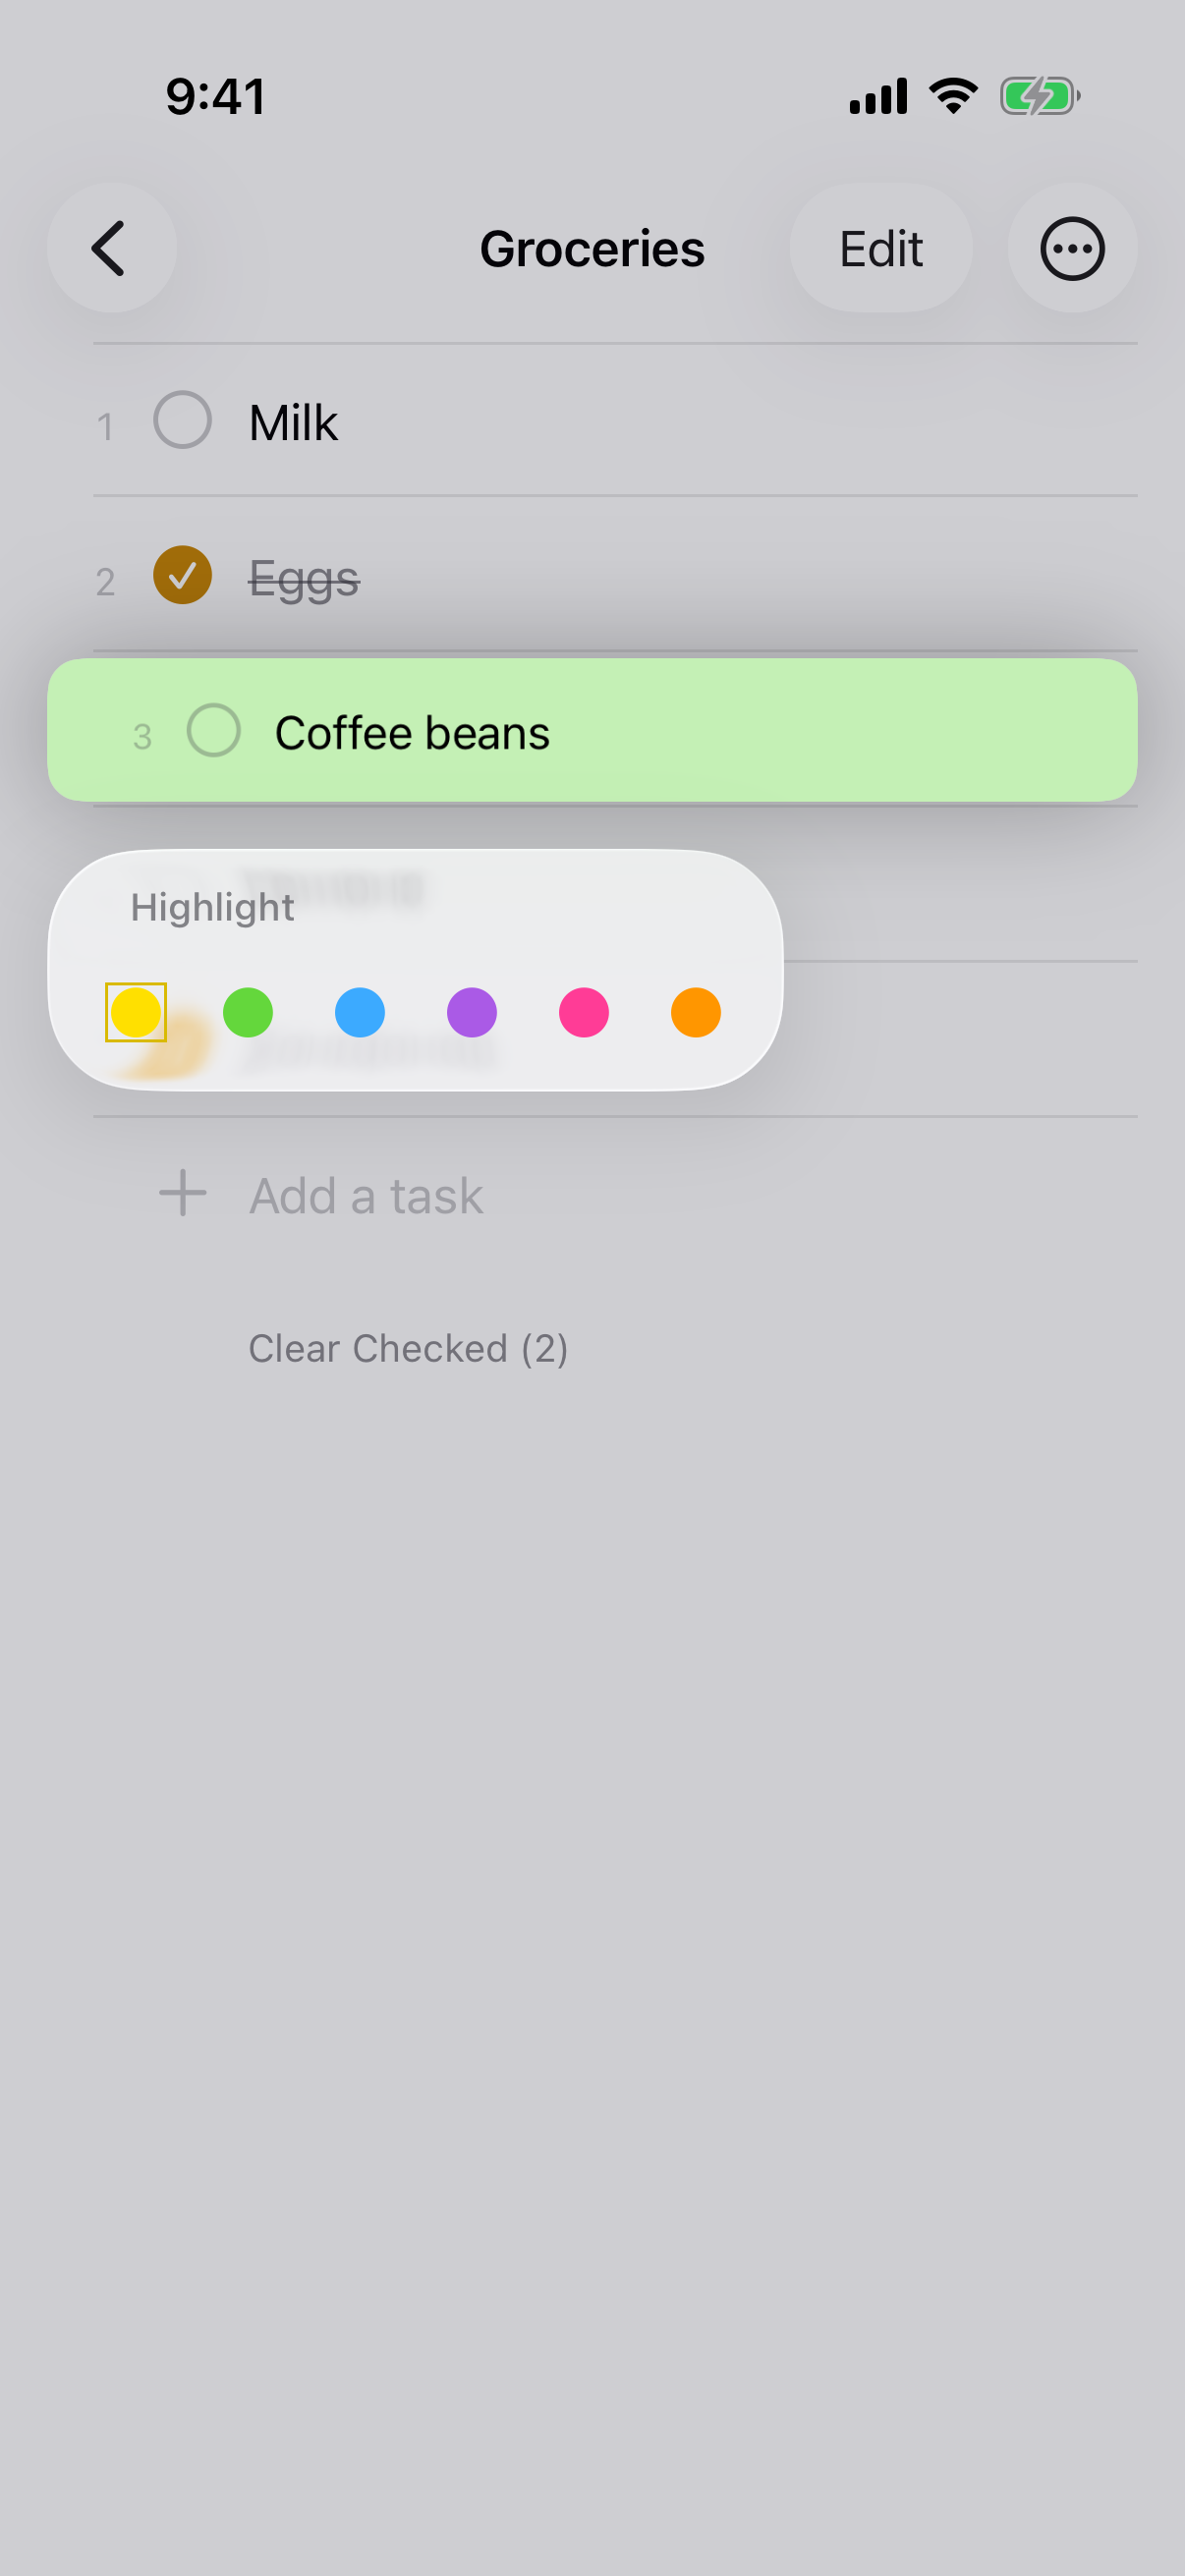 9:41
Groceries
Edit
1 Milk
2 Eggs
3 Coffee beans
Highlight
Add a task
Clear Checked (2)